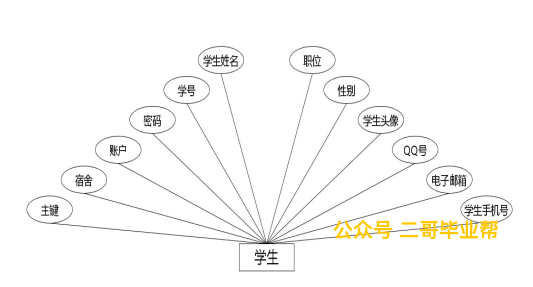 学生姓名
职位
学号
性别
密码
学生头像
账户
QQ号
宿舍
电子邮箱
主键
学生手机号
公众号 二哥毕业帮
学生